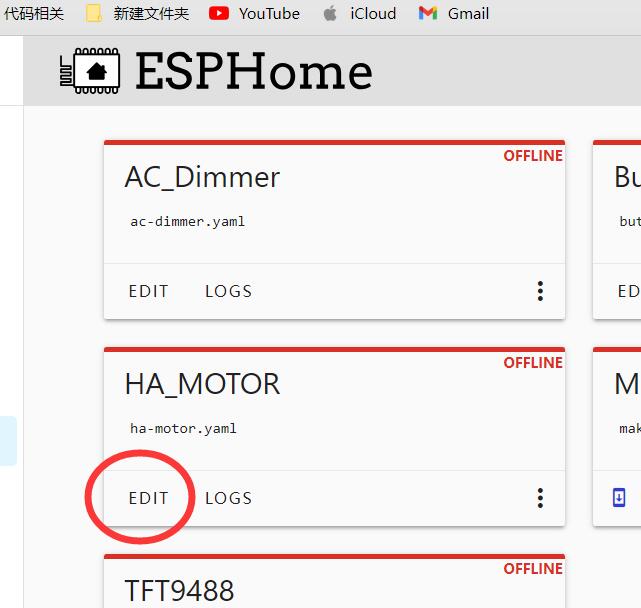 代码相关 新建文件夹 YouTube iCloud Gmail
ESPHome
OFFLINE
AC_Dimmer
ac-dimmer.yaml
EDIT LOGS
Bu
but
ED
OFFLINE
HA_MOTOR
ha-motor.yaml
EDIT LOGS
M
mak
OFFLINE
TFT9488